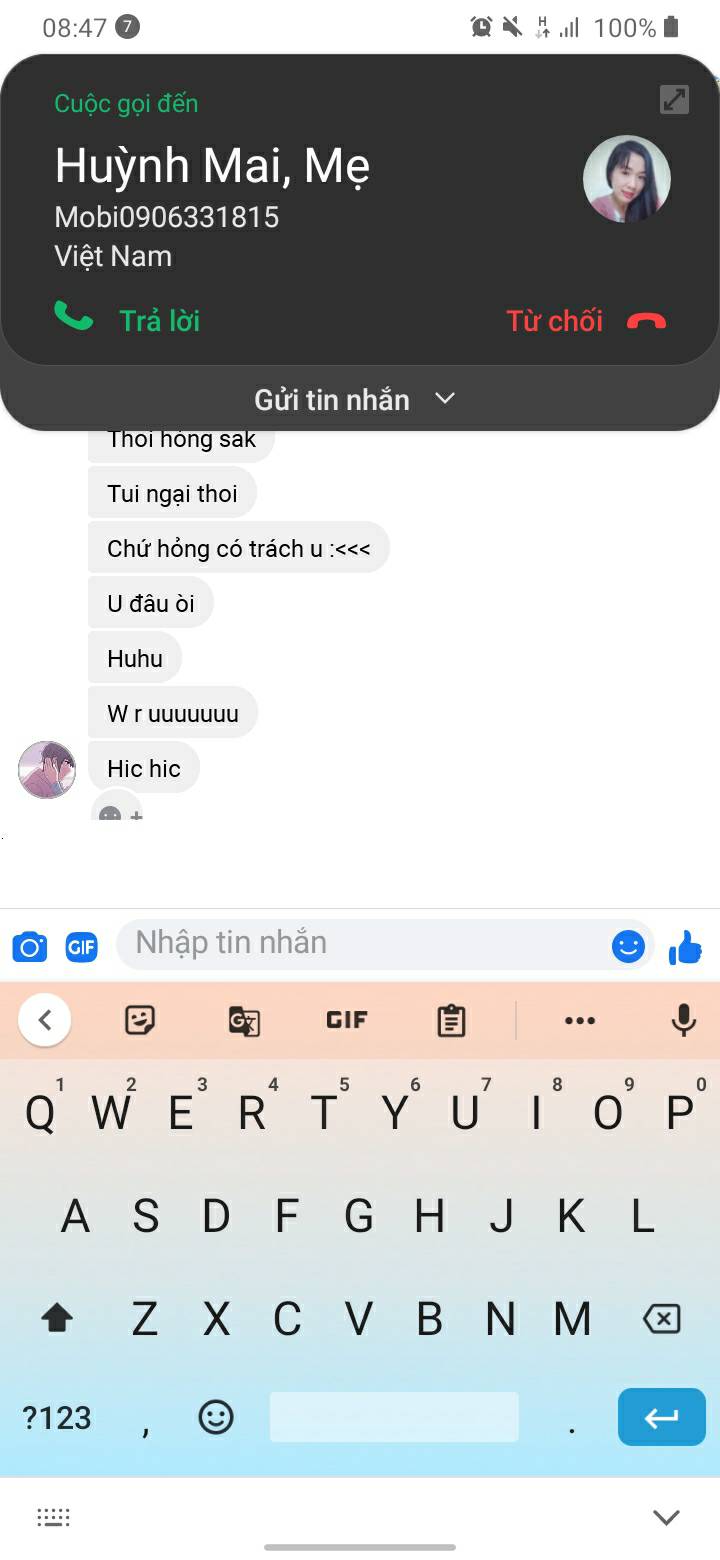 08:47 7 H 100%
Cuộc gọi đến
Huỳnh Mai, Mẹ
Mobi0906331815
Việt Nam
Trả lời Từ chối
Gửi tin nhắn
Thoi hỏng sak
Tui ngại thoi
Chứ hỏng có trách u :<<<
U đâu òi
Huhu
W r uuuuuuu
Hic hic
GIF Nhập tin nhắn
G GIF
1 2 3 4 5 6 7 8 9 0
Q W E R T Y U I O P
A S D F G H J K L
Z X C V B N M
?123 , .